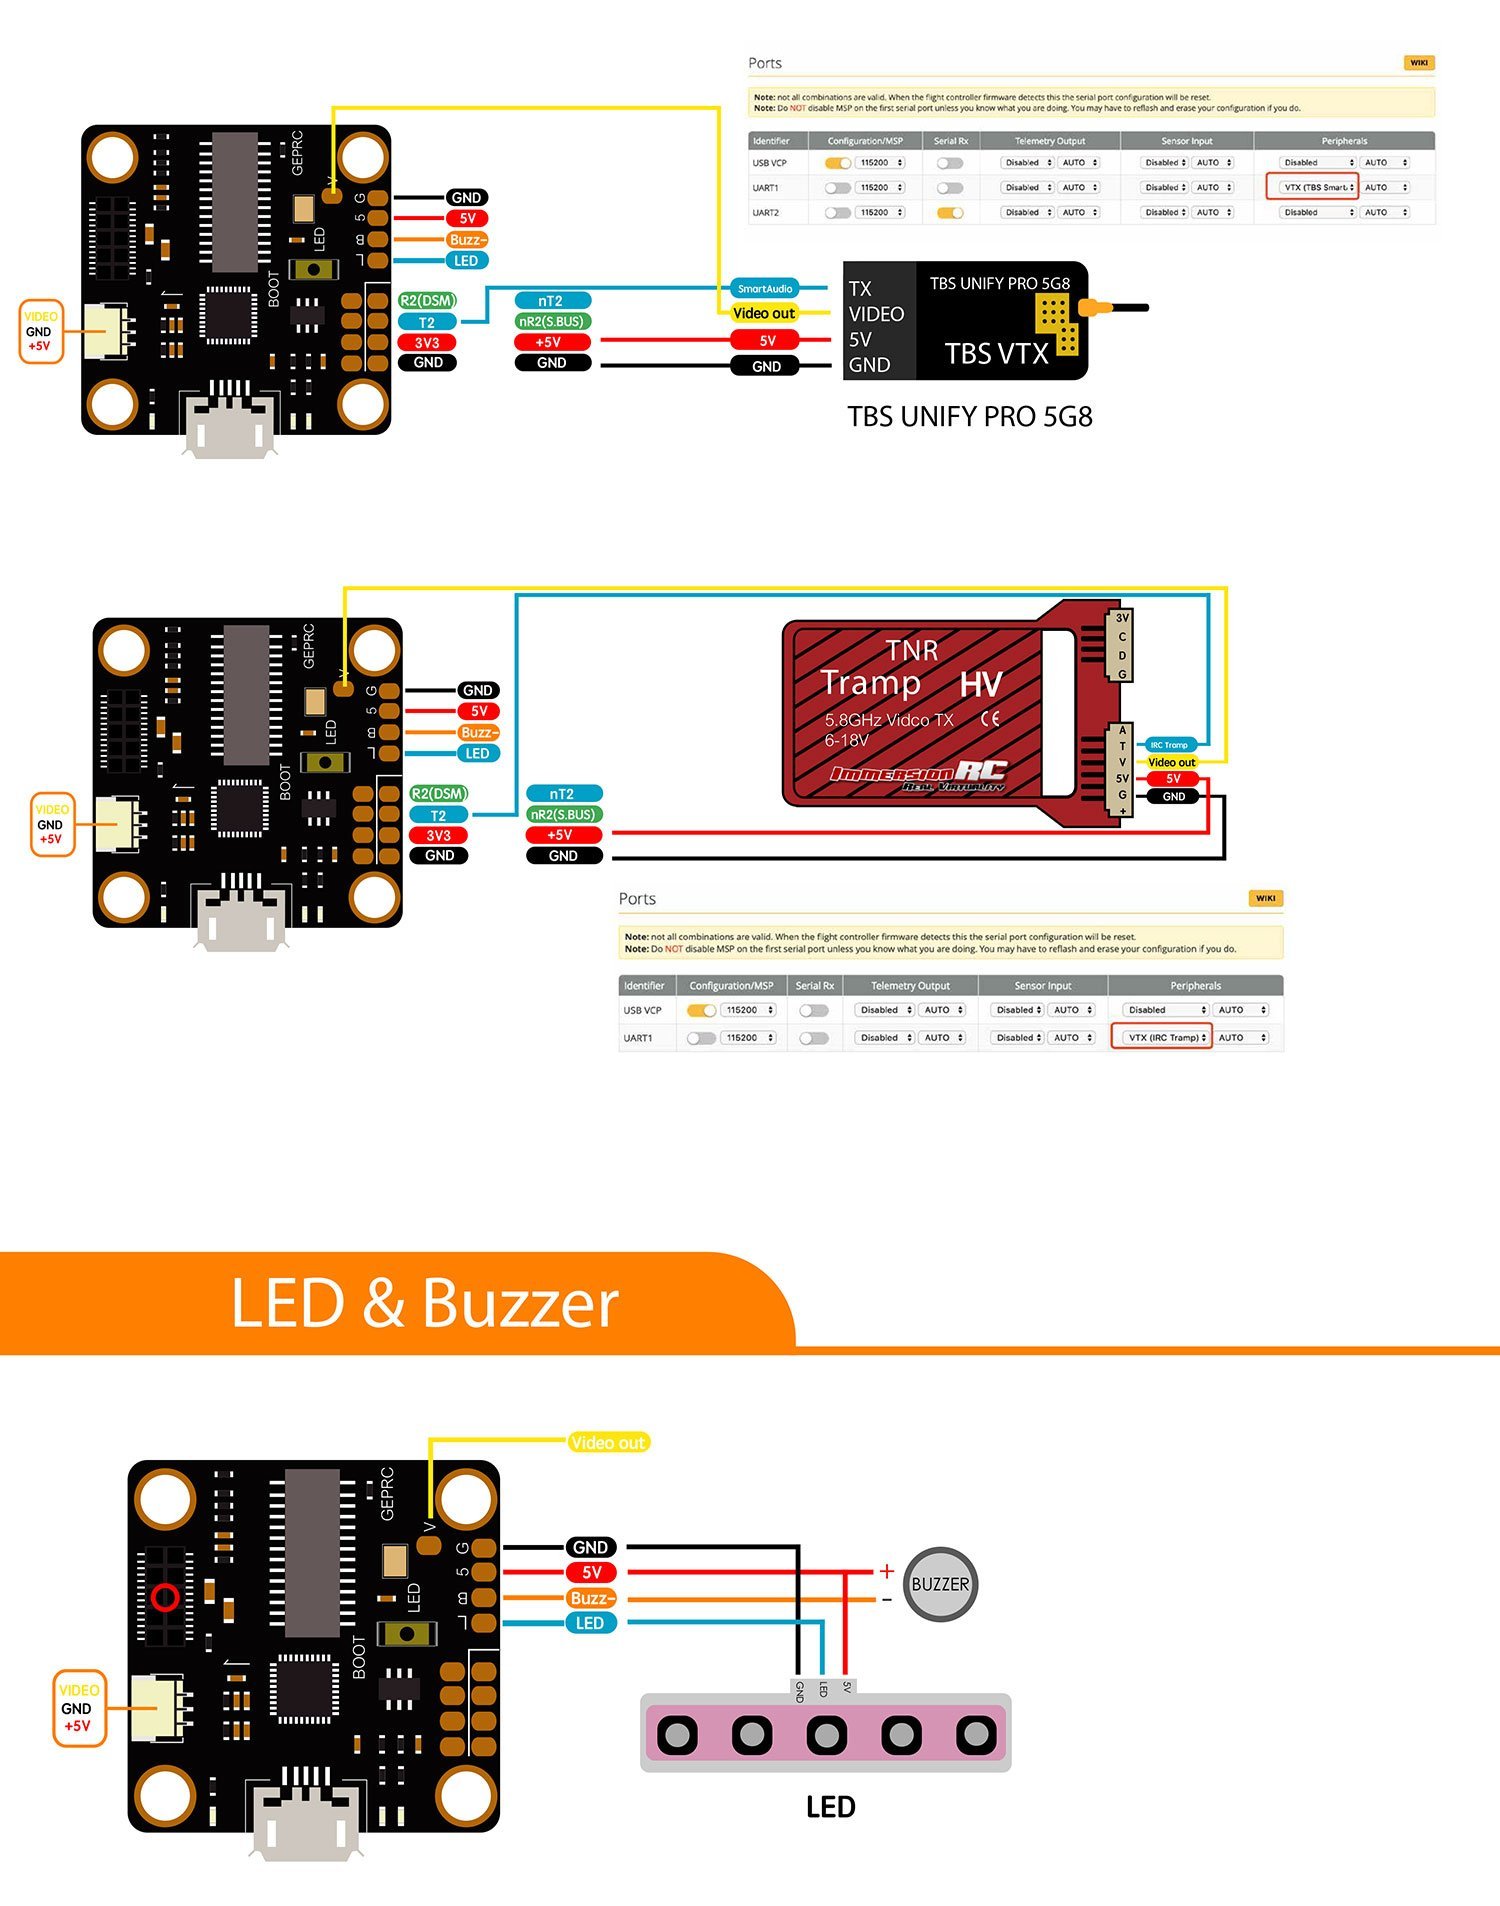 Ports
WIKI
Note: not all combinations are valid. When the flight controller firmware detects this the serial port configuration will be reset.
Note: Do NOT disable MSP on the first serial port unless you know what you are doing. You may have to reflash and erase your configuration if you do.
Identifier Configuration/MSP Serial Rx Telemetry Output Sensor Input Peripherals
USB VCP 115200 Disabled AUTO Disabled AUTO Disabled AUTO
UART1 115200 Disabled AUTO Disabled AUTO VTX (TBS Smart AUTO
UART2 115200 Disabled AUTO Disabled AUTO Disabled AUTO
GEPRC
V
G
5
B
L
LED
BOOT
GND
5V
Buzz-
LED
VIDEO
GND
+5V
R2(DSM)
T2
3V3
GND
nT2
nR2(S.BUS)
+5V
GND
SmartAudio
Video out
5V
GND
TX
VIDEO
5V
GND
TBS UNIFY PRO 5G8
TBS VTX
TBS UNIFY PRO 5G8
GEPRC
V
G
5
B
L
LED
BOOT
GND
5V
Buzz-
LED
VIDEO
GND
+5V
R2(DSM)
T2
3V3
GND
nT2
nR2(S.BUS)
+5V
GND
TNR
Tramp HV
5.8GHz Vidco TX CE
6-18V
ImmersionRC
Real Virtuality
3V
C
D
G
A
T
V
5V
G
+
IRC Tramp
Video out
5V
GND
Ports
WIKI
Note: not all combinations are valid. When the flight controller firmware detects this the serial port configuration will be reset.
Note: Do NOT disable MSP on the first serial port unless you know what you are doing. You may have to reflash and erase your configuration if you do.
Identifier Configuration/MSP Serial Rx Telemetry Output Sensor Input Peripherals
USB VCP 115200 Disabled AUTO Disabled AUTO Disabled AUTO
UART1 115200 Disabled AUTO Disabled AUTO VTX (IRC Tramp) AUTO
LED & Buzzer
Video out
GEPRC
V
G
5
B
L
LED
BOOT
GND
5V
Buzz-
LED
VIDEO
GND
+5V
+
-
BUZZER
GND
LED
5V
LED